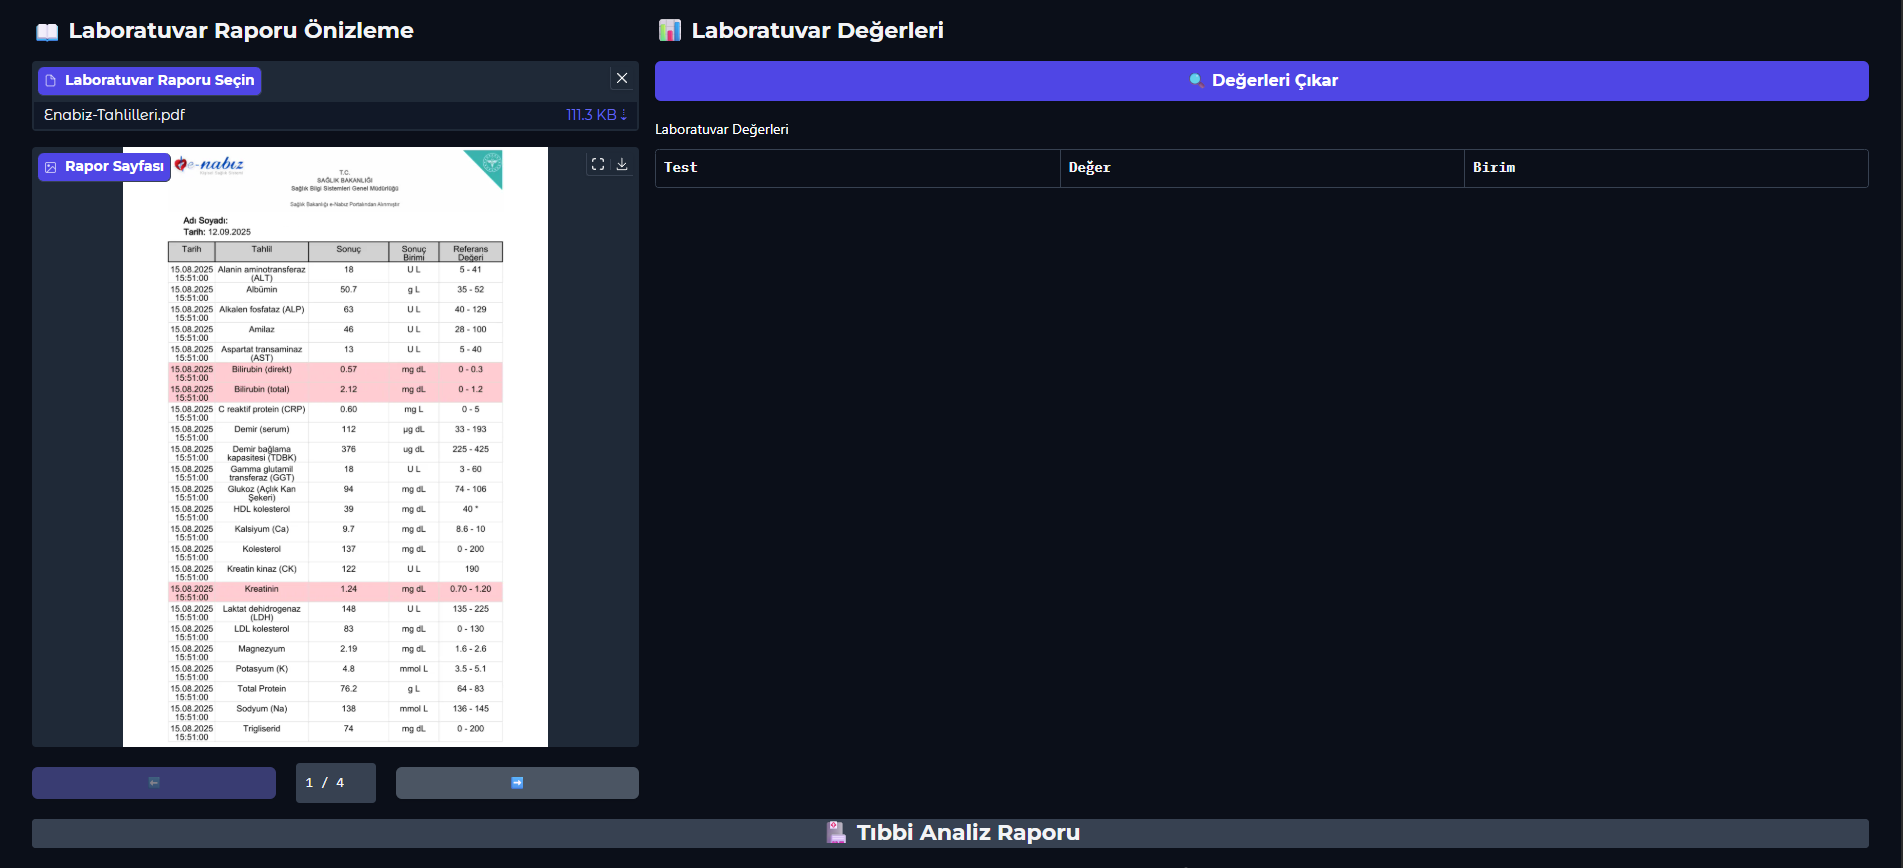 Laboratuvar Raporu Önizleme
Laboratuvar Raporu Seçin
Enabiz-Tahlilleri.pdf 111.3 KB ↓
Rapor Sayfası
e-nabız
T.C.
SAĞLIK BAKANLIĞI
Sağlık Bilgi Sistemleri Genel Müdürlüğü
Sağlık Bakanlığı e-Nabız Portalından Alınmıştır
Adı Soyadı:
Tarih: 12.09.2025
Tarih Tahlil Sonuç Sonuç Birimi Referans Değeri
15.08.2025 15:51:00 Alanin aminotransferaz (ALT) 18 U L 5 - 41
15.08.2025 15:51:00 Albümin 50.7 g L 35 - 52
15.08.2025 15:51:00 Alkalen fosfataz (ALP) 63 U L 40 - 129
15.08.2025 15:51:00 Amilaz 46 U L 28 - 100
15.08.2025 15:51:00 Aspartat transaminaz (AST) 13 U L 5 - 40
15.08.2025 15:51:00 Bilirubin (direkt) 0.57 mg dL 0 - 0.3
15.08.2025 15:51:00 Bilirubin (total) 2.12 mg dL 0 - 1.2
15.08.2025 15:51:00 C reaktif protein (CRP) 0.60 mg L 0 - 5
15.08.2025 15:51:00 Demir (serum) 112 µg dL 33 - 193
15.08.2025 15:51:00 Demir bağlama kapasitesi (TDBK) 376 ug dL 225 - 425
15.08.2025 15:51:00 Gamma glutamil transferaz (GGT) 18 U L 3 - 60
15.08.2025 15:51:00 Glukoz (Açlık Kan Şekeri) 94 mg dL 74 - 106
15.08.2025 15:51:00 HDL kolesterol 39 mg dL 40 *
15.08.2025 15:51:00 Kalsiyum (Ca) 9.7 mg dL 8.6 - 10
15.08.2025 15:51:00 Kolesterol 137 mg dL 0 - 200
15.08.2025 15:51:00 Kreatin kinaz (CK) 122 U L 190
15.08.2025 15:51:00 Kreatinin 1.24 mg dL 0.70 - 1.20
15.08.2025 15:51:00 Laktat dehidrogenaz (LDH) 148 U L 135 - 225
15.08.2025 15:51:00 LDL kolesterol 83 mg dL 0 - 130
15.08.2025 15:51:00 Magnezyum 2.19 mg dL 1.6 - 2.6
15.08.2025 15:51:00 Potasyum (K) 4.8 mmol L 3.5 - 5.1
15.08.2025 15:51:00 Total Protein 76.2 g L 64 - 83
15.08.2025 15:51:00 Sodyum (Na) 138 mmol L 136 - 145
15.08.2025 15:51:00 Trigliserid 74 mg dL 0 - 200
1 / 4
Laboratuvar Değerleri
Değerleri Çıkar
Laboratuvar Değerleri
Test Değer Birim
Tıbbi Analiz Raporu